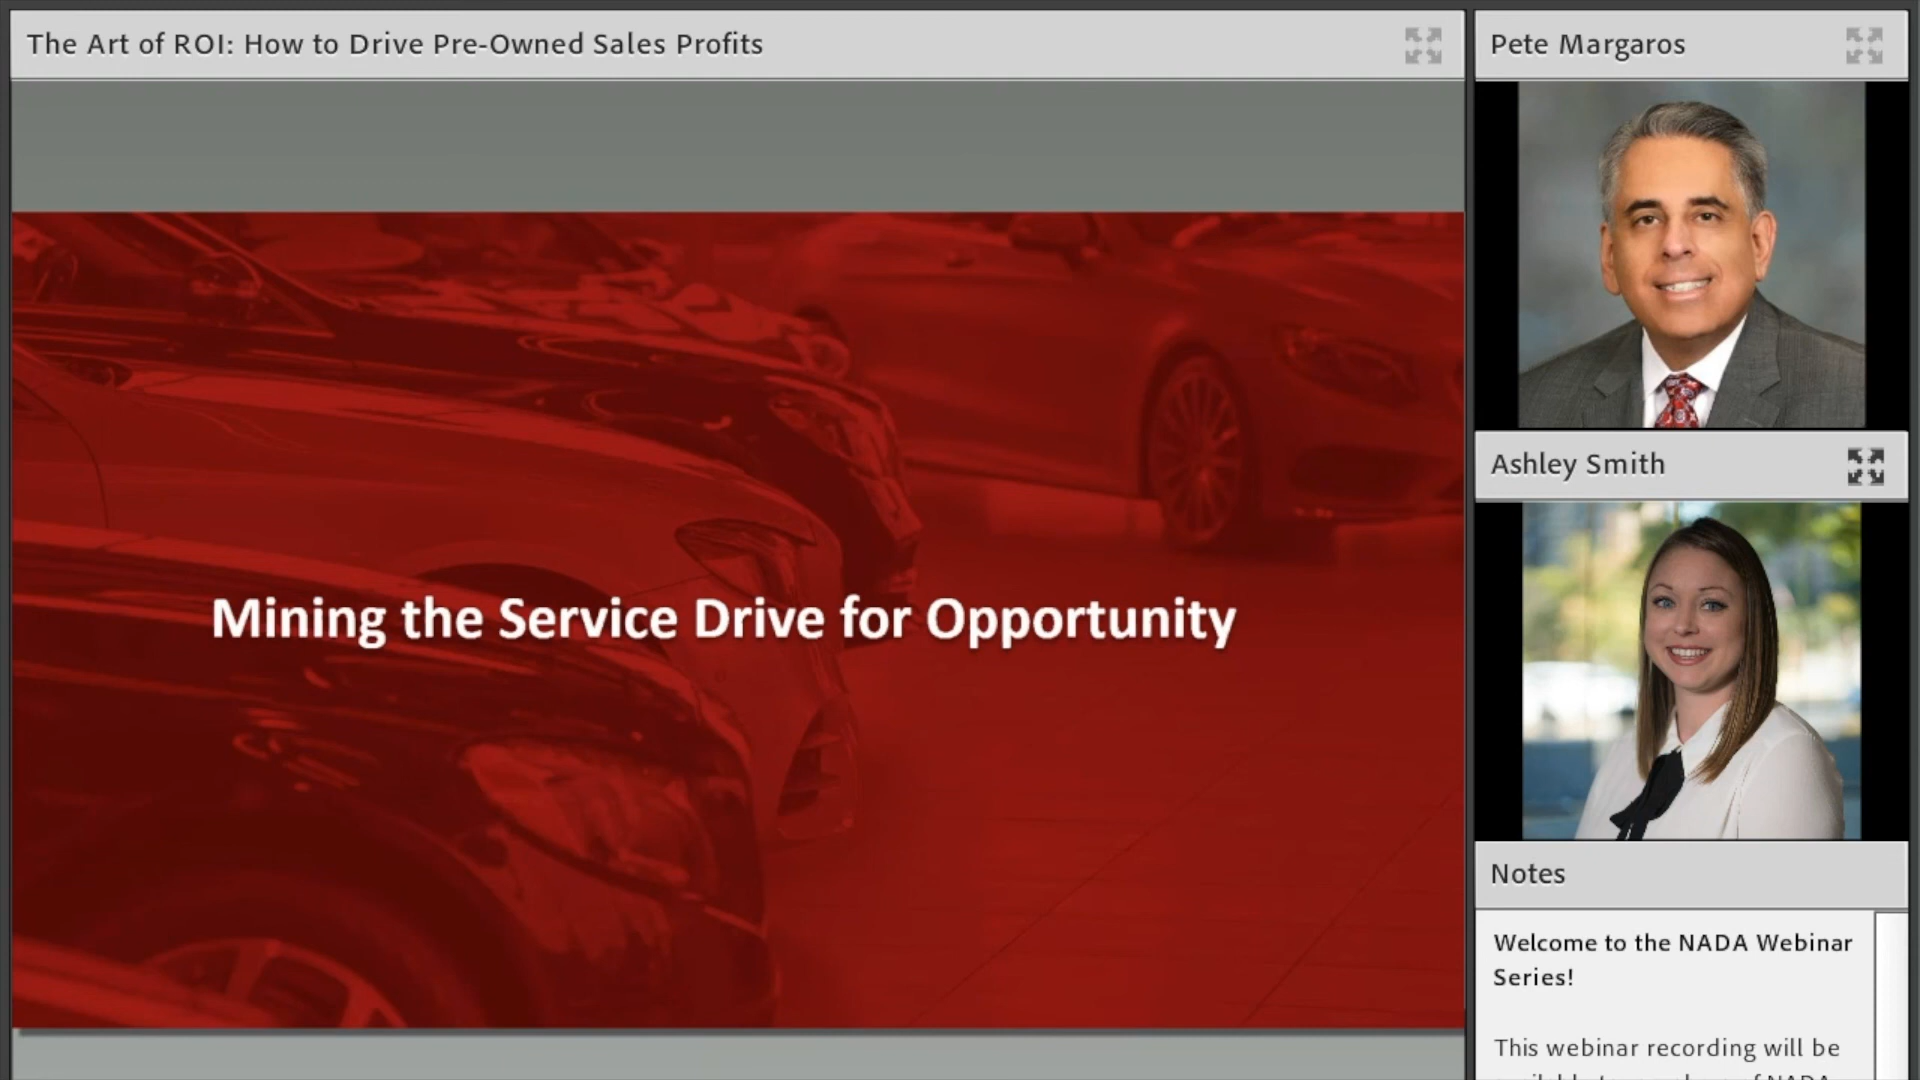 The Art of ROI: How to Drive Pre-Owned Sales Profits
Mining the Service Drive for Opportunity
Pete Margaros
Ashley Smith
Notes
Welcome to the NADA Webinar
Series!
This webinar recording will be